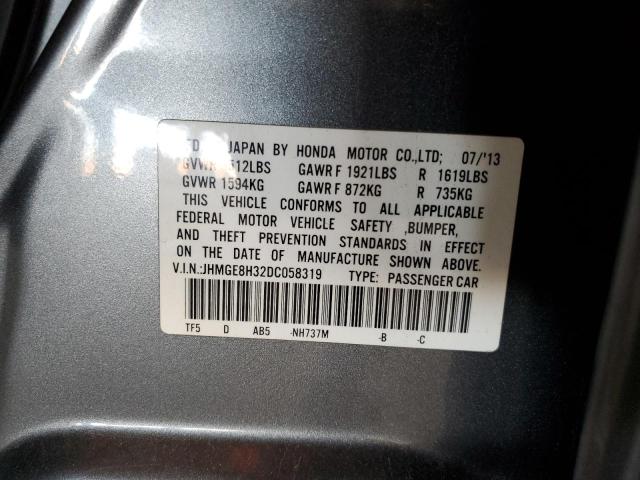 JAPAN BY HONDA MOTOR CO.,LTD; 07/'13
GVWR GAWR F 1921LBS R 1619LBS
GVWR 1594KG GAWR F 872KG R 735KG
THIS VEHICLE CONFORMS TO ALL APPLICABLE
FEDERAL MOTOR VEHICLE SAFETY ,BUMPER,
AND THEFT PREVENTION STANDARDS IN EFFECT
ON THE DATE OF MANUFACTURE SHOWN ABOVE.
V.I.N.:JHMGE8H32DC058319 TYPE: PASSENGER CAR
TF5 D AB5 -NH737M -B -C